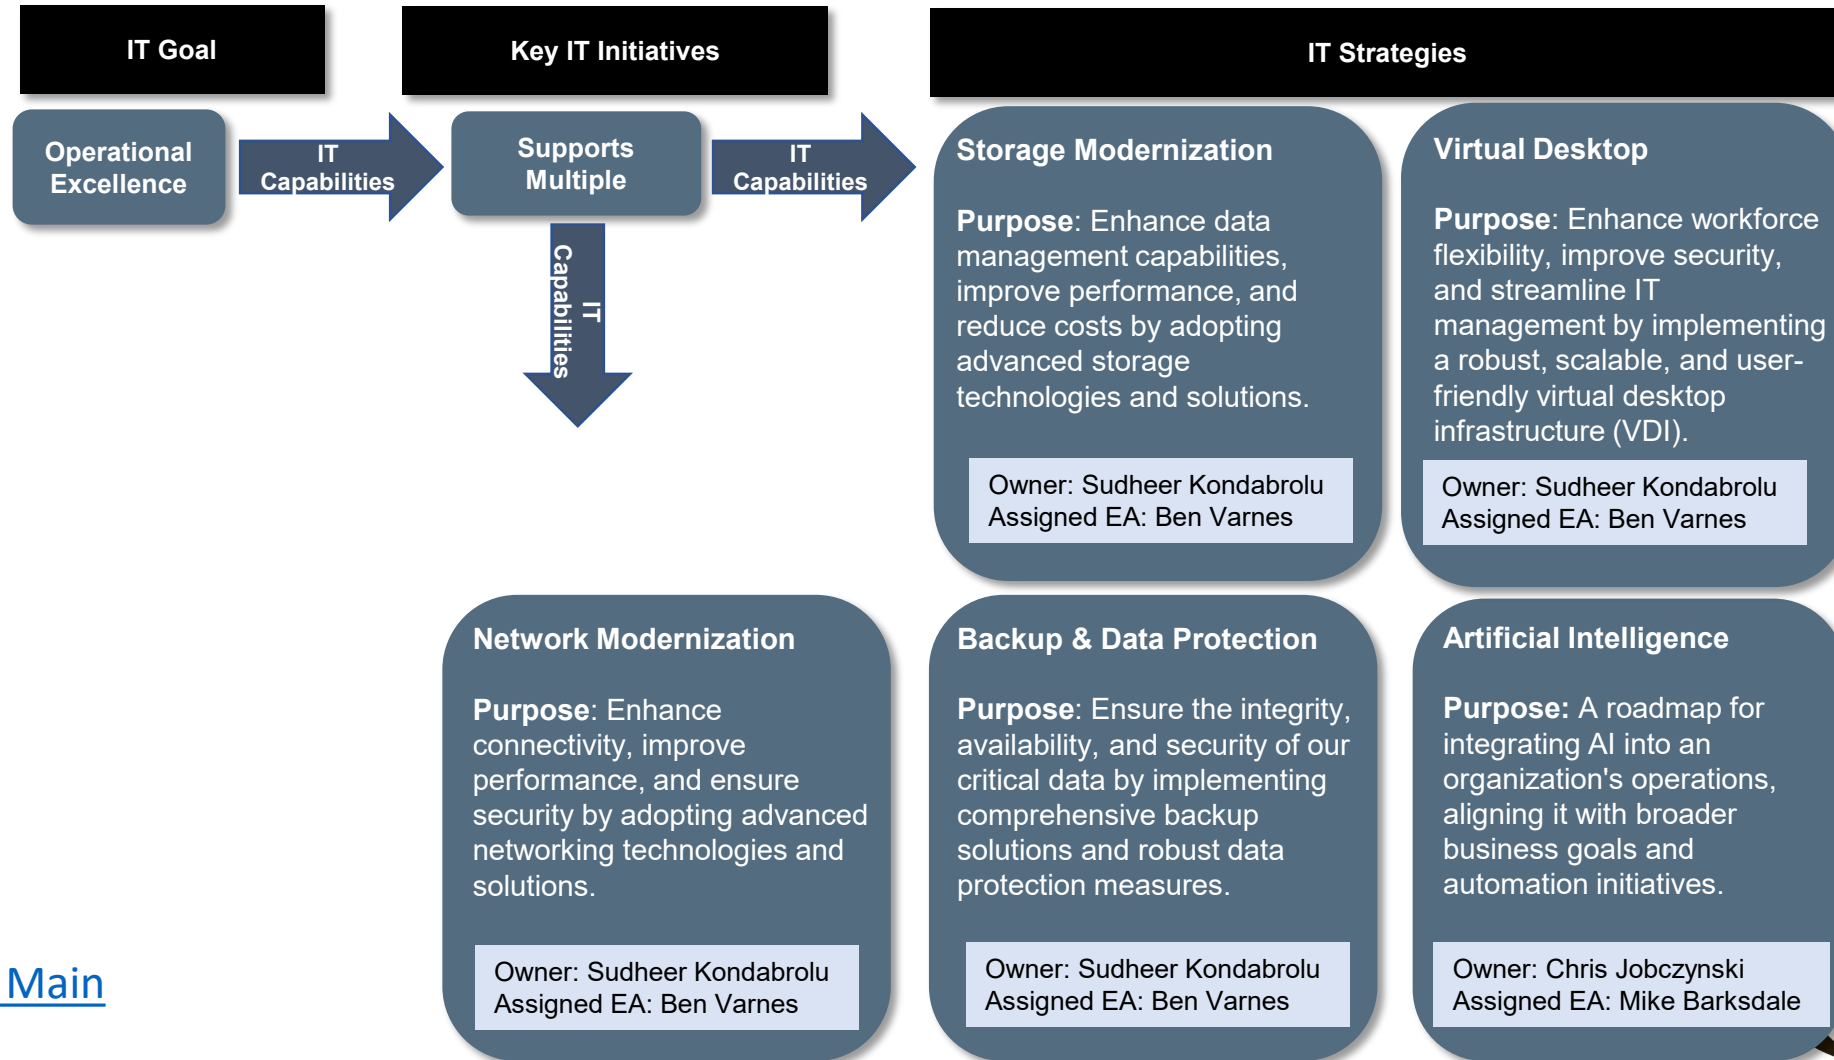 IT Goal
Key IT Initiatives
IT Strategies
Operational
Excellence
IT
Capabilities
Supports
Multiple
IT
Capabilities
IT
Capabilities
Storage Modernization
Purpose: Enhance data
management capabilities,
improve performance, and
reduce costs by adopting
advanced storage
technologies and solutions.
Owner: Sudheer Kondabrolu
Assigned EA: Ben Varnes
Virtual Desktop
Purpose: Enhance workforce
flexibility, improve security,
and streamline IT
management by implementing
a robust, scalable, and user-
friendly virtual desktop
infrastructure (VDI).
Owner: Sudheer Kondabrolu
Assigned EA: Ben Varnes
Network Modernization
Purpose: Enhance
connectivity, improve
performance, and ensure
security by adopting advanced
networking technologies and
solutions.
Owner: Sudheer Kondabrolu
Assigned EA: Ben Varnes
Backup & Data Protection
Purpose: Ensure the integrity,
availability, and security of our
critical data by implementing
comprehensive backup
solutions and robust data
protection measures.
Owner: Sudheer Kondabrolu
Assigned EA: Ben Varnes
Artificial Intelligence
Purpose: A roadmap for
integrating AI into an
organization's operations,
aligning it with broader
business goals and
automation initiatives.
Owner: Chris Jobczynski
Assigned EA: Mike Barksdale
Main